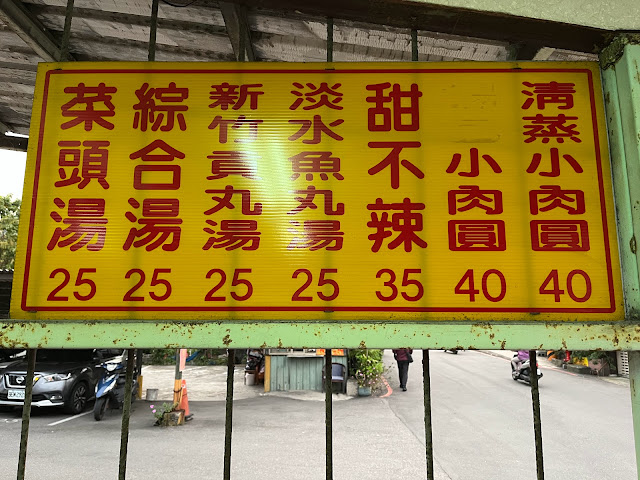 清蒸小肉圓 40
小肉圓 40
甜不辣 35
淡水魚丸湯 25
新竹貢丸湯 25
綜合湯 25
菜頭湯 25